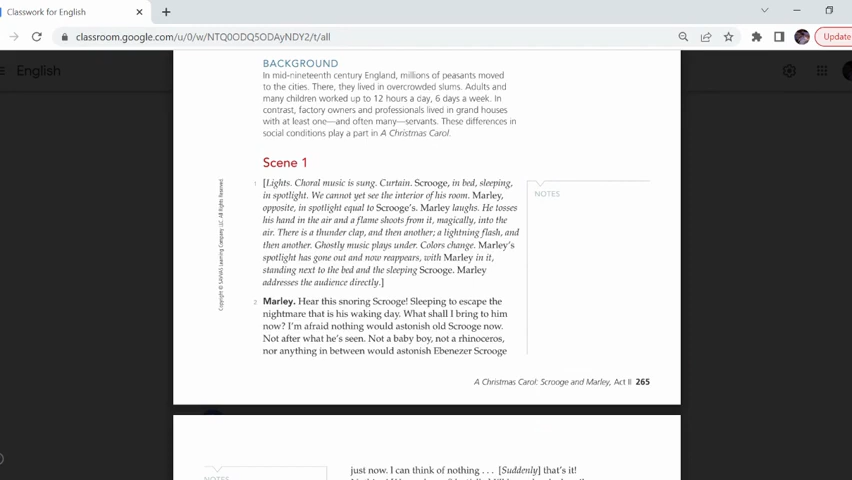 Classwork for English
classroom.google.com/u/0/w/NTQ0ODQ5ODAyNDY2/t/all
Update
English
BACKGROUND
In mid-nineteenth century England, millions of peasants moved
to the cities. There, they lived in overcrowded slums. Adults and
many children worked up to 12 hours a day, 6 days a week. In
contrast, factory owners and professionals lived in grand houses
with at least one—and often many—servants. These differences in
social conditions play a part in A Christmas Carol.
Scene 1
1 [Lights. Choral music is sung. Curtain. Scrooge, in bed, sleeping,
in spotlight. We cannot yet see the interior of his room. Marley,
opposite, in spotlight equal to Scrooge's. Marley laughs. He tosses
his hand in the air and a flame shoots from it, magically, into the
air. There is a thunder clap, and then another; a lightning flash, and
then another. Ghostly music plays under. Colors change. Marley's
spotlight has gone out and now reappears, with Marley in it,
standing next to the bed and the sleeping Scrooge. Marley
addresses the audience directly.]
NOTES
Copyright © SAVVAS Learning Company LLC. All Rights Reserved.
2 Marley. Hear this snoring Scrooge! Sleeping to escape the
nightmare that is his waking day. What shall I bring to him
now? I'm afraid nothing would astonish old Scrooge now.
Not after what he's seen. Not a baby boy, not a rhinoceros,
nor anything in between would astonish Ebenezer Scrooge
A Christmas Carol: Scrooge and Marley, Act II 265
just now. I can think of nothing . . . [Suddenly] that's it!
NOTES